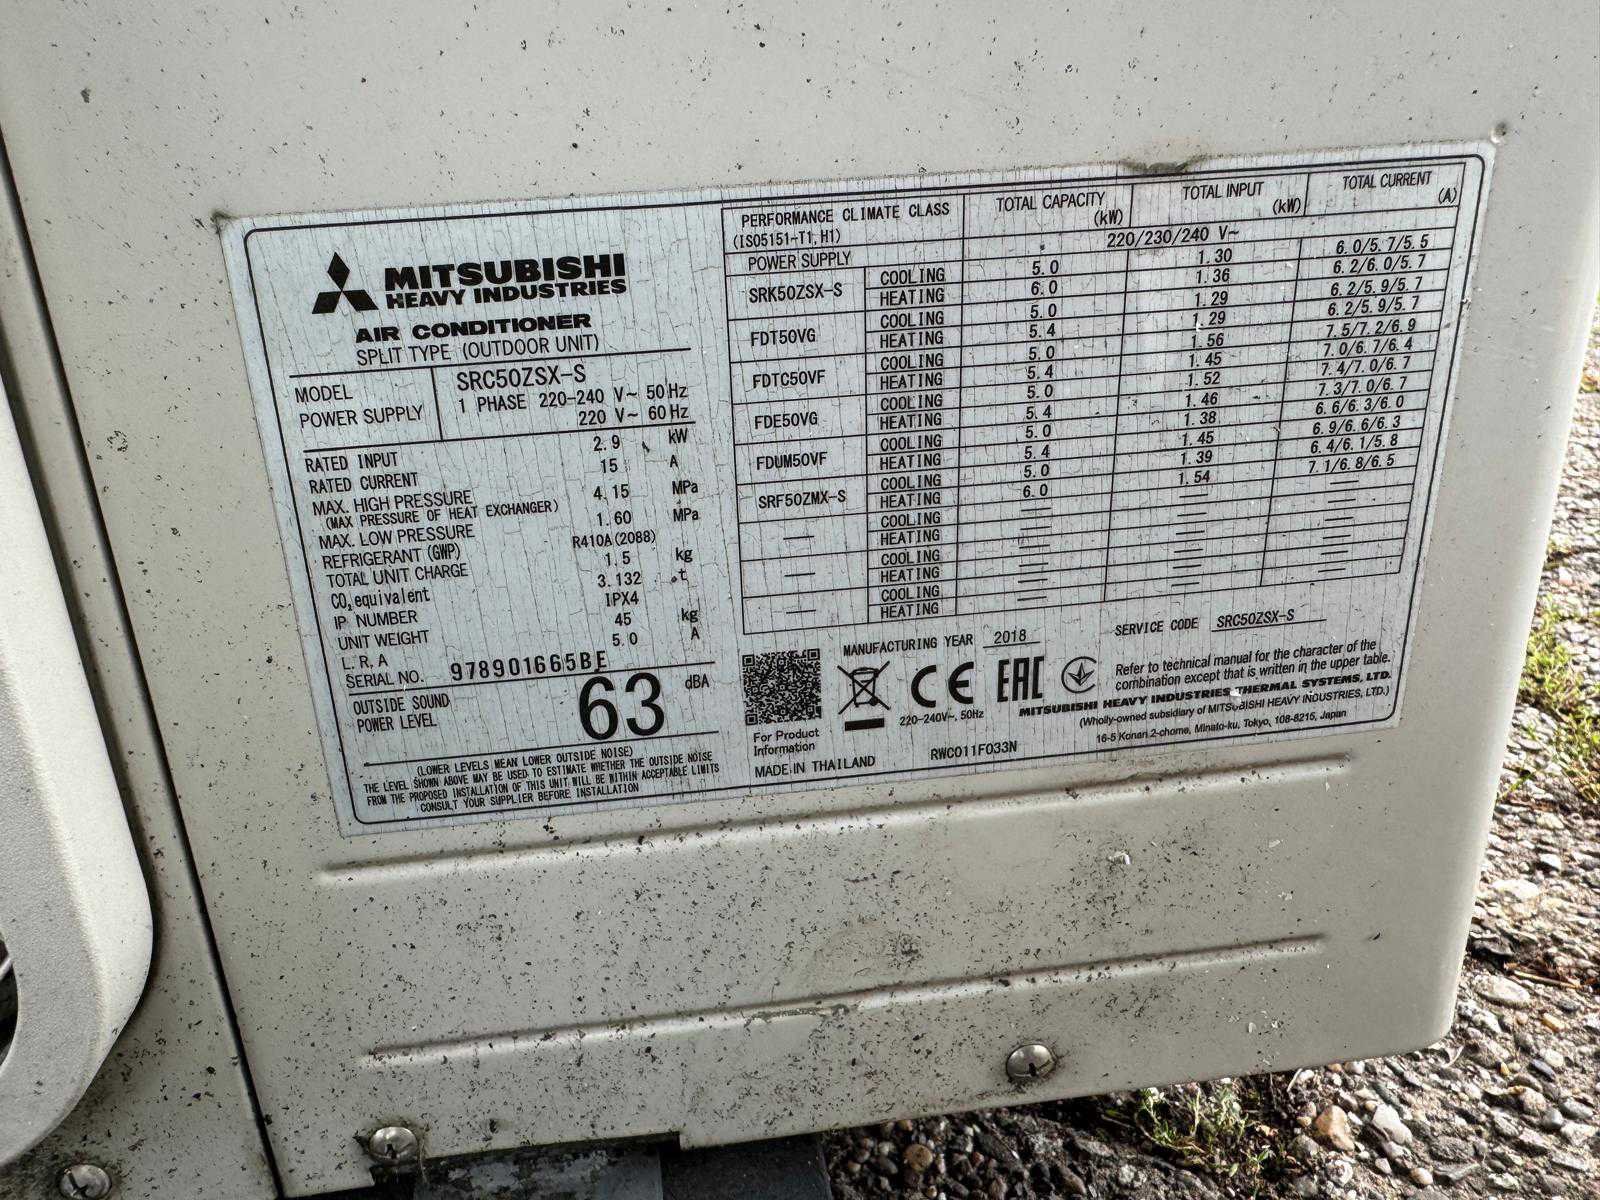 MITSUBISHI
HEAVY INDUSTRIES
AIR CONDITIONER
SPLIT TYPE (OUTDOOR UNIT)
MODEL SRC50ZSX-S
POWER SUPPLY 1 PHASE 220-240 V~ 50Hz
220 V~ 60Hz
RATED INPUT 2.9 kW
RATED CURRENT 15 A
MAX. HIGH PRESSURE 4.15 MPa
(MAX PRESSURE OF HEAT EXCHANGER)
MAX. LOW PRESSURE 1.60 MPa
REFRIGERANT (GWP) R410A(2088)
TOTAL UNIT CHARGE 1.5 kg
CO₂ equivalent 3.132 t
IP NUMBER IPX4
UNIT WEIGHT 45 kg
L.R.A 5.0 A
SERIAL NO. 978901665BE
OUTSIDE SOUND
POWER LEVEL 63 dBA
(LOWER LEVELS MEAN LOWER OUTSIDE NOISE)
THE LEVEL SHOWN ABOVE MAY BE USED TO ESTIMATE WHETHER THE OUTSIDE NOISE
FROM THE PROPOSED INSTALLATION OF THIS UNIT WILL BE WITHIN ACCEPTABLE LIMITS
CONSULT YOUR SUPPLIER BEFORE INSTALLATION
PERFORMANCE CLIMATE CLASS TOTAL CAPACITY TOTAL INPUT TOTAL CURRENT
(ISO5151-T1,H1) (kW) (kW) (A)
POWER SUPPLY 220/230/240 V~
SRK50ZSX-S COOLING 5.0 1.30 6.0/5.7/5.5
HEATING 6.0 1.36 6.2/6.0/5.7
FDT50VG COOLING 5.0 1.29 6.2/5.9/5.7
HEATING 5.4 1.29 6.2/5.9/5.7
FDTC50VF COOLING 5.0 1.56 7.5/7.2/6.9
HEATING 5.4 1.45 7.0/6.7/6.4
FDE50VG COOLING 5.0 1.52 7.4/7.0/6.7
HEATING 5.4 1.46 7.3/7.0/6.7
FDUM50VF COOLING 5.0 1.38 6.6/6.3/6.0
HEATING 5.4 1.45 6.9/6.6/6.3
SRF50ZMX-S COOLING 5.0 1.39 6.4/6.1/5.8
HEATING 6.0 1.54 7.1/6.8/6.5
— COOLING — — —
HEATING — — —
— COOLING — — —
HEATING — — —
— COOLING — — —
HEATING — — —
MANUFACTURING YEAR 2018 SERVICE CODE SRC50ZSX-S
For Product
Information
CE EAC
220-240V~, 50Hz
Refer to technical manual for the character of the
combination except that is written in the upper table.
MITSUBISHI HEAVY INDUSTRIES THERMAL SYSTEMS, LTD.
(Wholly-owned subsidiary of MITSUBISHI HEAVY INDUSTRIES, LTD.)
16-5 Konan 2-chome, Minato-ku, Tokyo, 108-8215, Japan
MADE IN THAILAND RWC011F033N